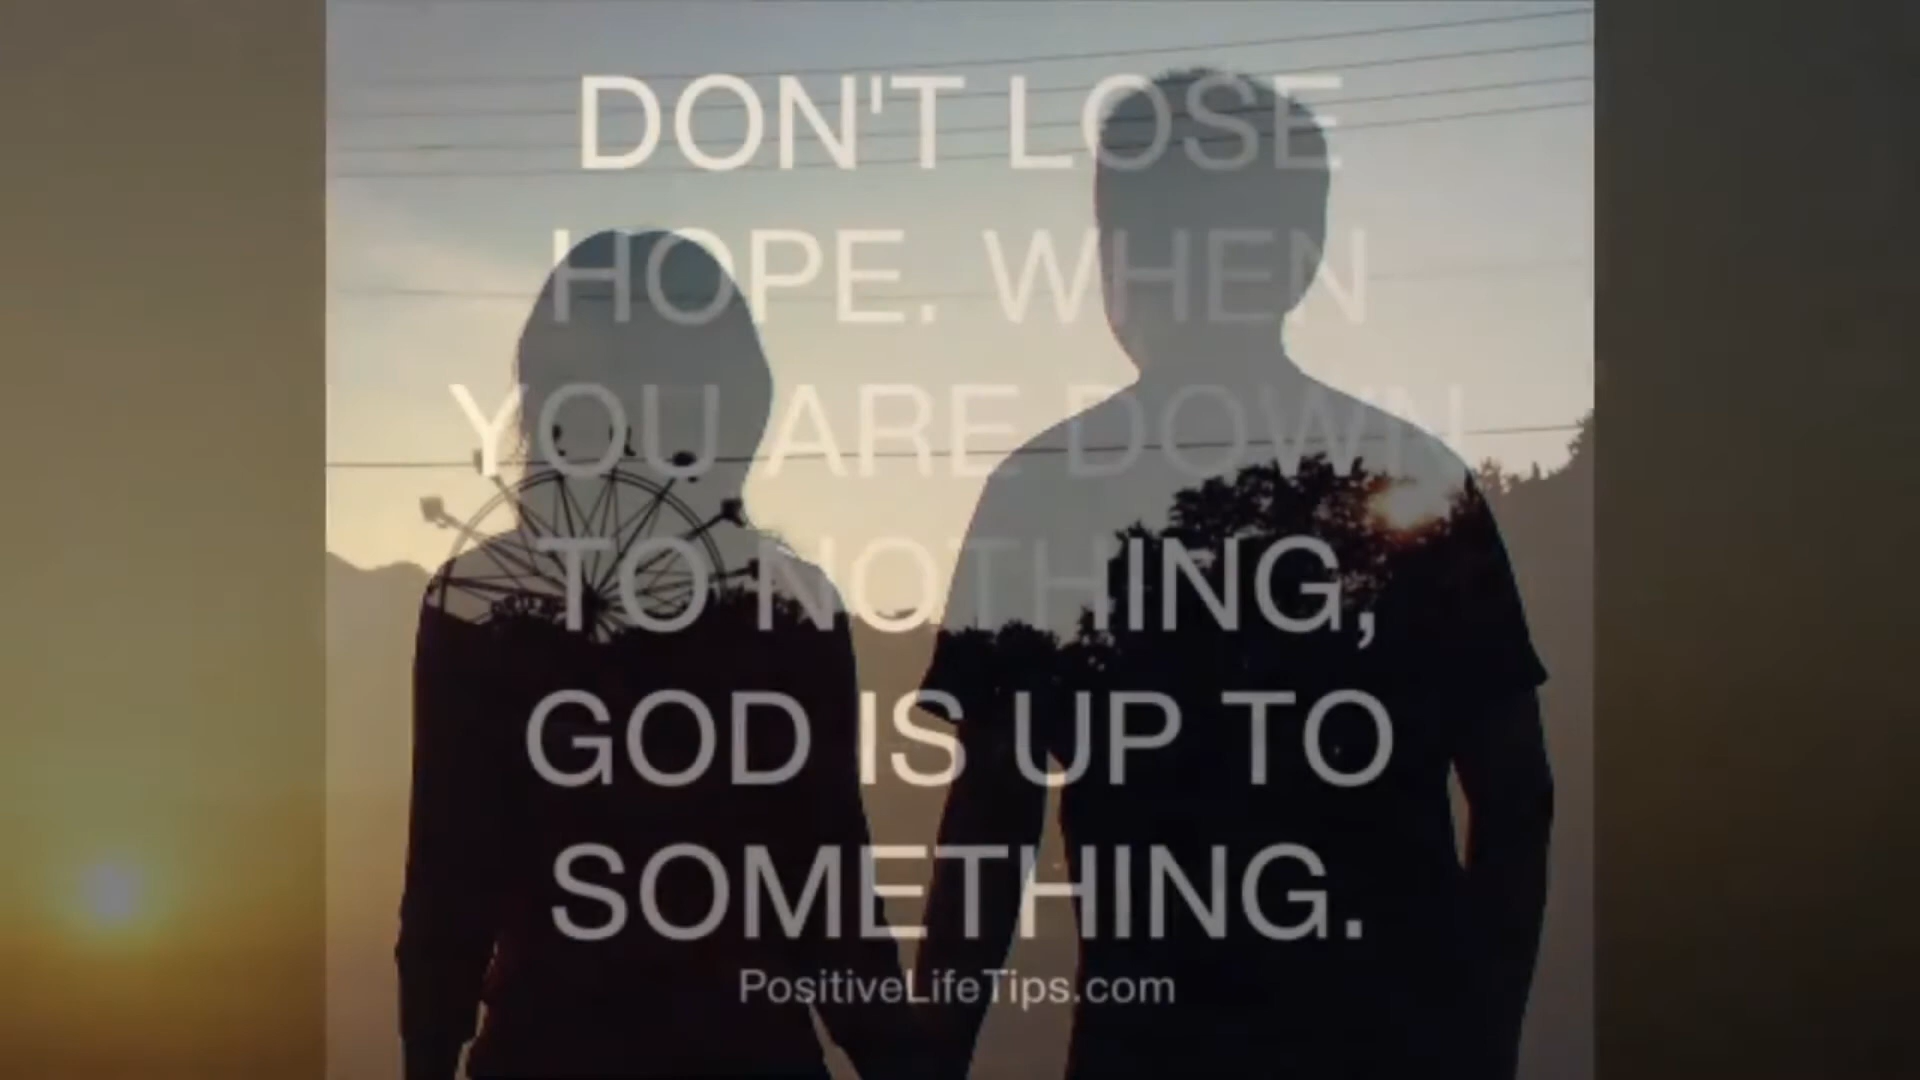 DON'T LOSE
HOPE. WHEN
YOU ARE DOWN
TO NOTHING,
GOD IS UP TO
SOMETHING.
PositiveLifeTips.com